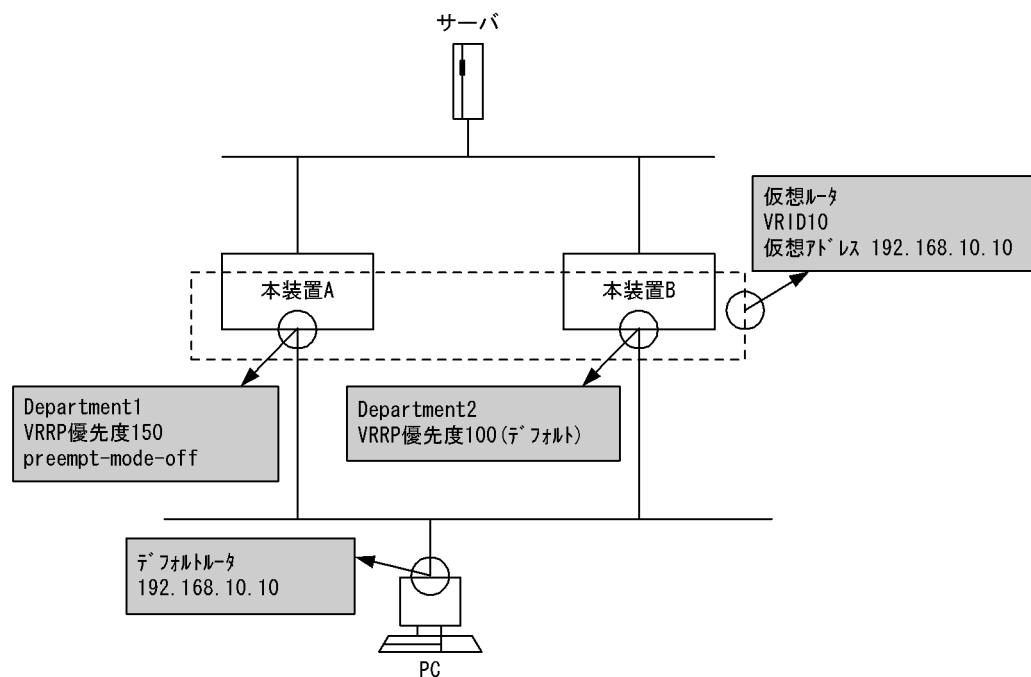 サーバ
仮想ﾙｰﾀ
VRID10
仮想ｱﾄﾞﾚｽ 192.168.10.10
本装置A
本装置B
Department1
VRRP優先度150
preempt-mode-off
Department2
VRRP優先度100(ﾃﾞﾌｫﾙﾄ)
ﾃﾞﾌｫﾙﾄﾙｰﾀ
192.168.10.10
PC